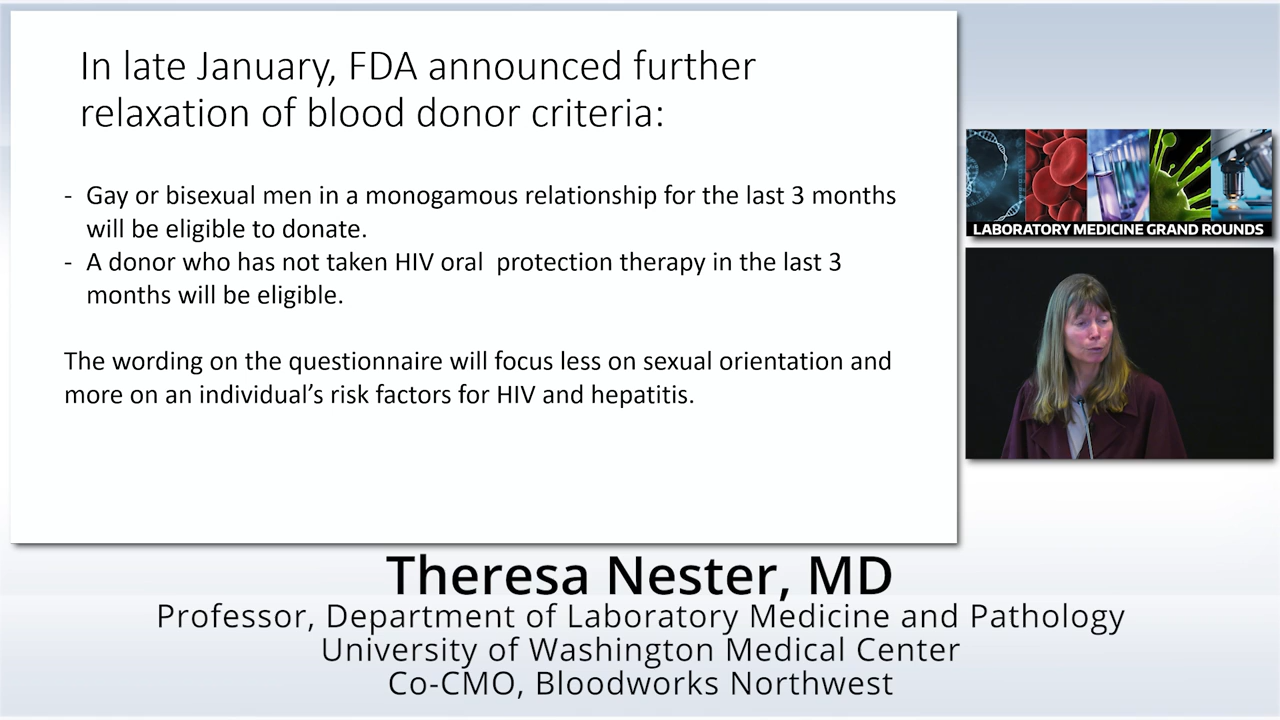 In late January, FDA announced further
relaxation of blood donor criteria:
- Gay or bisexual men in a monogamous relationship for the last 3 months
will be eligible to donate.
- A donor who has not taken HIV oral  protection therapy in the last 3
months will be eligible.
The wording on the questionnaire will focus less on sexual orientation and
more on an individual’s risk factors for HIV and hepatitis.
LABORATORY MEDICINE GRAND ROUNDS
Theresa Nester, MD
Professor, Department of Laboratory Medicine and Pathology
University of Washington Medical Center
Co-CMO, Bloodworks Northwest